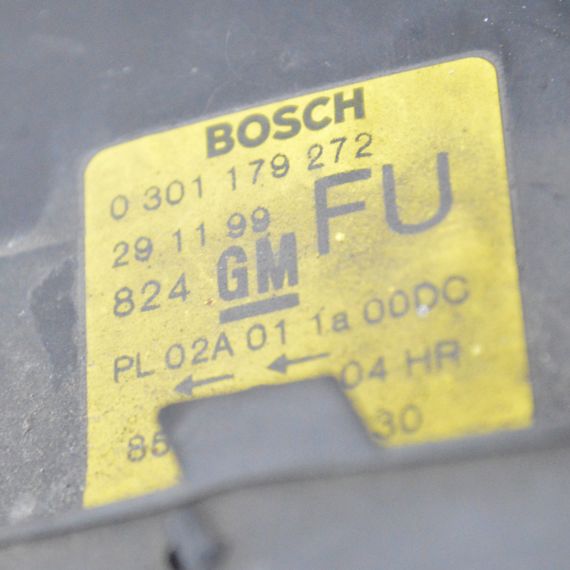 BOSCH
0 301 179 272
29 11 99 FU
824 GM
PL 02A 01 1a 00DC
← ← 04 HR
85 30